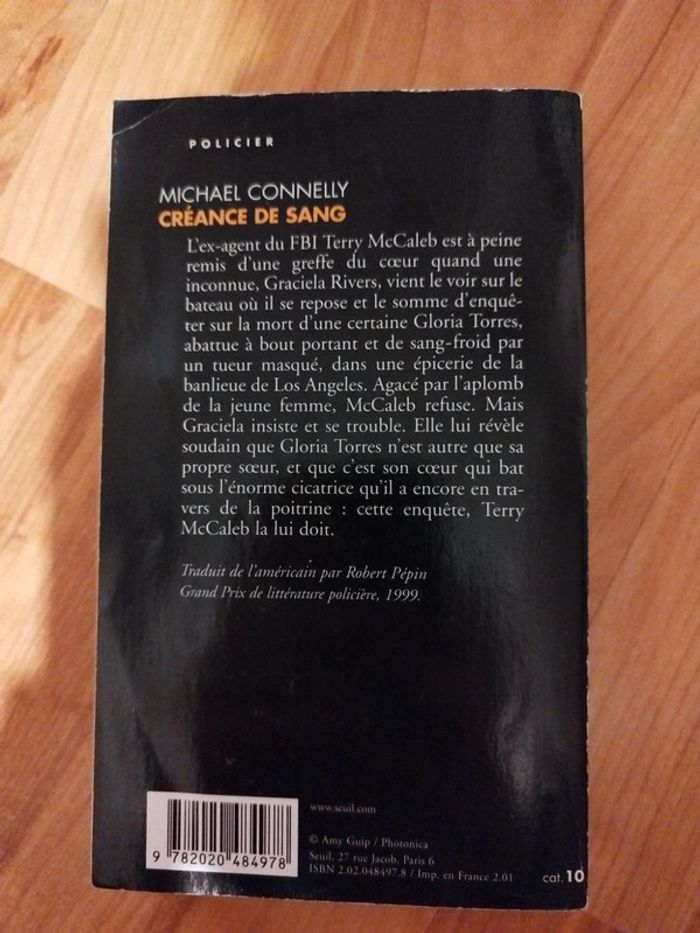 POLICIER
MICHAEL CONNELLY
CRÉANCE DE SANG
L'ex-agent du FBI Terry McCaleb est à peine
remis d'une greffe du cœur quand une
inconnue, Graciela Rivers, vient le voir sur le
bateau où il se repose et le somme d'enquê-
ter sur la mort d'une certaine Gloria Torres,
abattue à bout portant et de sang-froid par
un tueur masqué, dans une épicerie de la
banlieue de Los Angeles. Agacé par l'aplomb
de la jeune femme, McCaleb refuse. Mais
Graciela insiste et se trouble. Elle lui révèle
soudain que Gloria Torres n'est autre que sa
propre sœur, et que c'est son cœur qui bat
sous l'énorme cicatrice qu'il a encore en tra-
vers de la poitrine : cette enquête, Terry
McCaleb la lui doit.
Traduit de l'américain par Robert Pépin
Grand Prix de littérature policière, 1999.
www.seuil.com
© Amy Guip / Photonica
Seuil, 27 rue Jacob, Paris 6
ISBN 2.02.048497.8 / Imp. en France 2.01
9 782020 484978
cat. 10